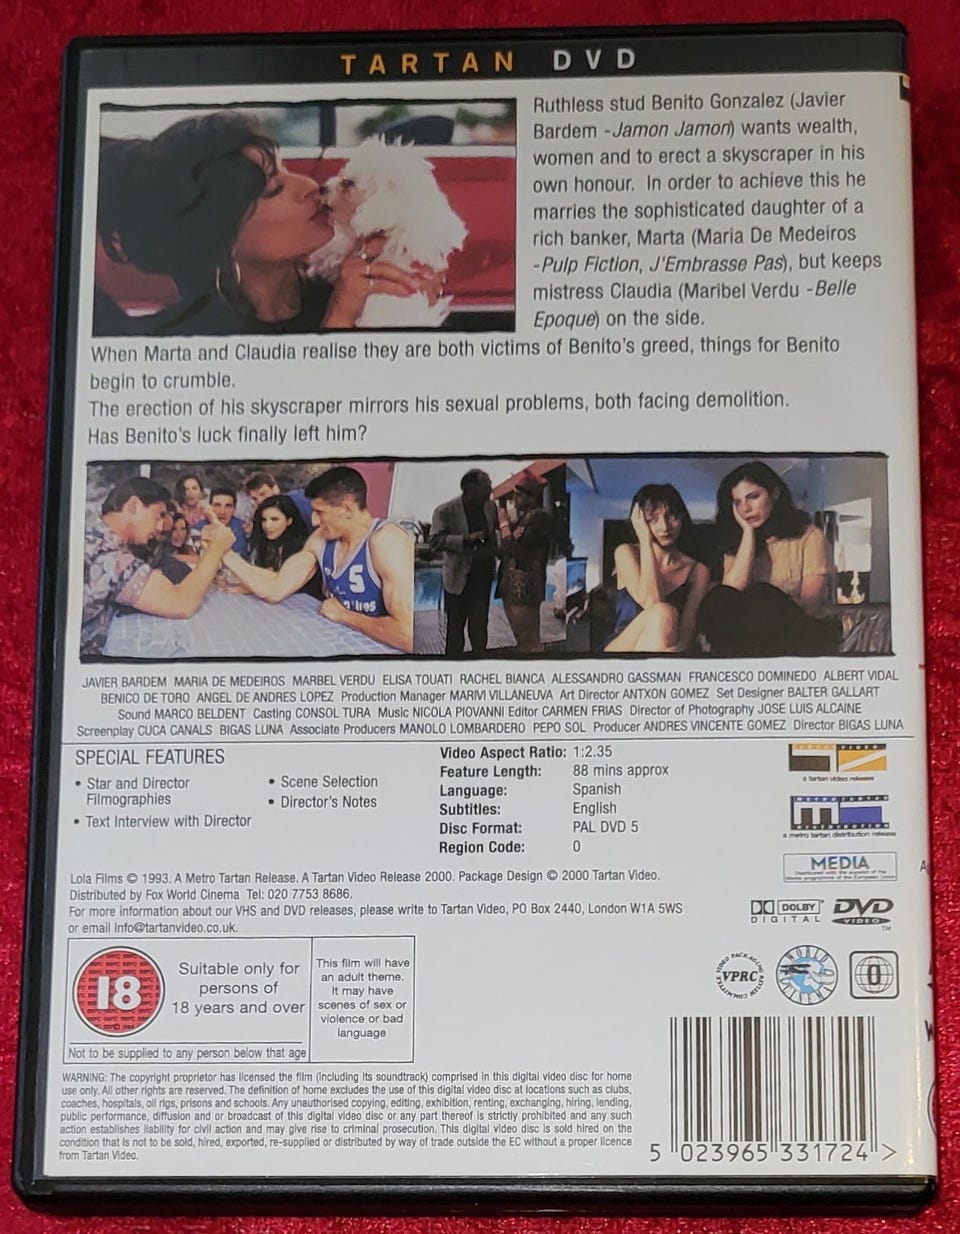 TARTAN DVD
Ruthless stud Benito Gonzalez (Javier
Bardem -Jamon Jamon) wants wealth,
women and to erect a skyscraper in his
own honour. In order to achieve this he
marries the sophisticated daughter of a
rich banker, Marta (Maria De Medeiros
-Pulp Fiction, J'Embrasse Pas), but keeps
mistress Claudia (Maribel Verdu -Belle
Epoque) on the side.
When Marta and Claudia realise they are both victims of Benito's greed, things for Benito
begin to crumble.
The erection of his skyscraper mirrors his sexual problems, both facing demolition.
Has Benito's luck finally left him?
5
JAVIER BARDEM MARIA DE MEDEIROS MARBEL VERDU ELISA TOUATI RACHEL BIANCA ALESSANDRO GASSMAN FRANCESCO DOMINEDO ALBERT VIDAL
BENICO DE TORO ANGEL DE ANDRES LOPEZ Production Manager MARIVI VILLANEUVA Art Director ANTXON GOMEZ Set Designer BALTER GALLART
Sound MARCO BELDENT Casting CONSOL TURA Music NICOLA PIOVANNI Editor CARMEN FRIAS Director of Photography JOSE LUIS ALCAINE
Screenplay CUCA CANALS BIGAS LUNA Associate Producers MANOLO LOMBARDERO PEPO SOL Producer ANDRES VINCENTE GOMEZ Director BIGAS LUNA
SPECIAL FEATURES
• Star and Director
Filmographies
• Text Interview with Director
• Scene Selection
• Director's Notes
Video Aspect Ratio: 1:2.35
Feature Length: 88 mins approx
Language: Spanish
Subtitles: English
Disc Format: PAL DVD 5
Region Code: 0
a tartan video release
a metro tartan distribution release
MEDIA
Lola Films © 1993. A Metro Tartan Release. A Tartan Video Release 2000. Package Design © 2000 Tartan Video.
Distributed by Fox World Cinema Tel: 020 7753 8686.
For more information about our VHS and DVD releases, please write to Tartan Video, PO Box 2440, London W1A 5WS
or email info@tartanvideo.co.uk.
DOLBY
DIGITAL
DVD
VIDEO
TM
18
Suitable only for
persons of
18 years and over
Not to be supplied to any person below that age
This film will have
an adult theme.
It may have
scenes of sex or
violence or bad
language
VIDEO PACKAGING REVIEW COMMITTEE
VPRC
WORLD
CINEMA
0
WARNING: The copyright proprietor has licensed the film (including its soundtrack) comprised in this digital video disc for home
use only. All other rights are reserved. The definition of home excludes the use of this digital video disc at locations such as clubs,
coaches, hospitals, oil rigs, prisons and schools. Any unauthorised copying, editing, exhibition, renting, exchanging, hiring, lending,
public performance, diffusion and or broadcast of this digital video disc or any part thereof is strictly prohibited and any such
action establishes liability for civil action and may give rise to criminal prosecution. This digital video disc is sold hired on the
condition that is not to be sold, hired, exported, re-supplied or distributed by way of trade outside the EC without a proper licence
from Tartan Video.
5 023965 331724 >